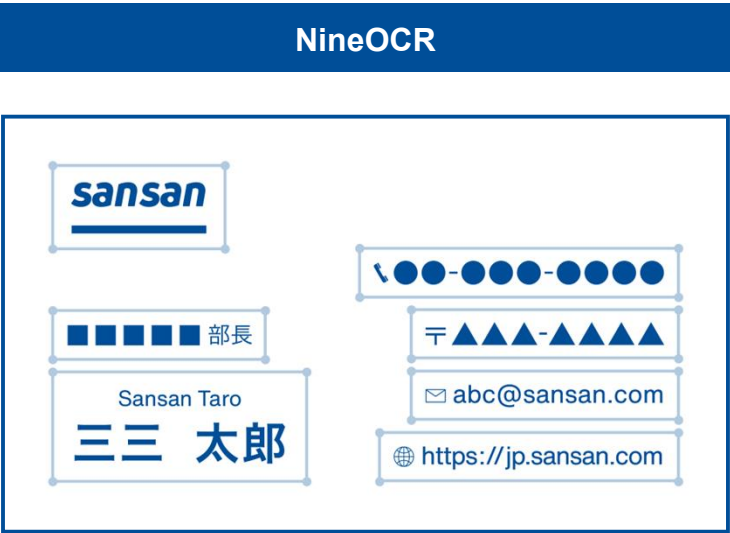 NineOCR
sansan
■■■■■部長
Sansan Taro
三三 太郎
●●-●●●-●●●●
〒▲▲▲-▲▲▲▲
abc@sansan.com
https://jp.sansan.com